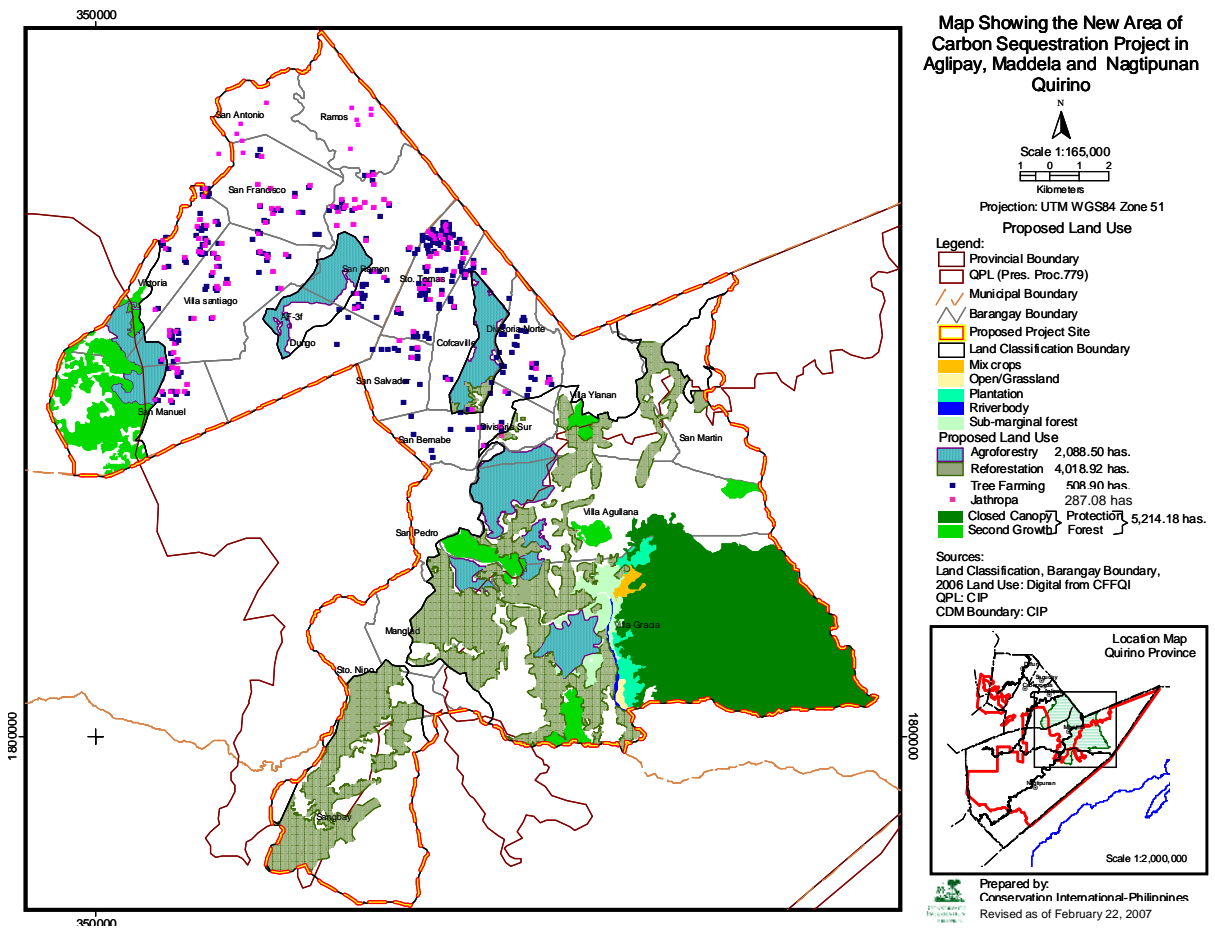 350000
Map Showing the New Area of
Carbon Sequestration Project in
Aglipay, Maddela and Nagtipunan
Quirino
N
Scale 1:165,000
1 0 1 2
Kilometers
Projection: UTM WGS84 Zone 51
Proposed Land Use
Legend:
Provincial Boundary
QPL (Pres. Proc.779)
Municipal Boundary
Barangay Boundary
Proposed Project Site
Land Classification Boundary
Mix crops
Open/Grassland
Plantation
Rriverbody
Sub-marginal forest
Proposed Land Use
Agroforestry 2,088.50 has.
Reforestation 4,018.92 has.
Tree Farming 508.90 has.
Jathropa 287.08 has
Closed Canopy Protection 5,214.18 has.
Second Growth Forest
Sources:
Land Classification, Barangay Boundary,
2006 Land Use: Digital from CFFQI
QPL: CIP
CDM Boundary: CIP
Location Map
Quirino Province
Nagtipunan
Scale 1:2,000,000
Prepared by:
Conservation International-Philippines
Revised as of February 22, 2007
San Antonio
Ramos
San Francisco
San Ramon
Sto. Tomas
Victoria
Villa santiago
AF-3f
Durgo
Divisoria Norte
Cofcaville
San Salvador
San Manuel
Villa Ylanan
Divisoria Sur
San Bernabe
San Martin
Villa Agullana
San Pedro
Gracia
Manglad
Sto. Nino
Sangbay
1800000
1800000
350000